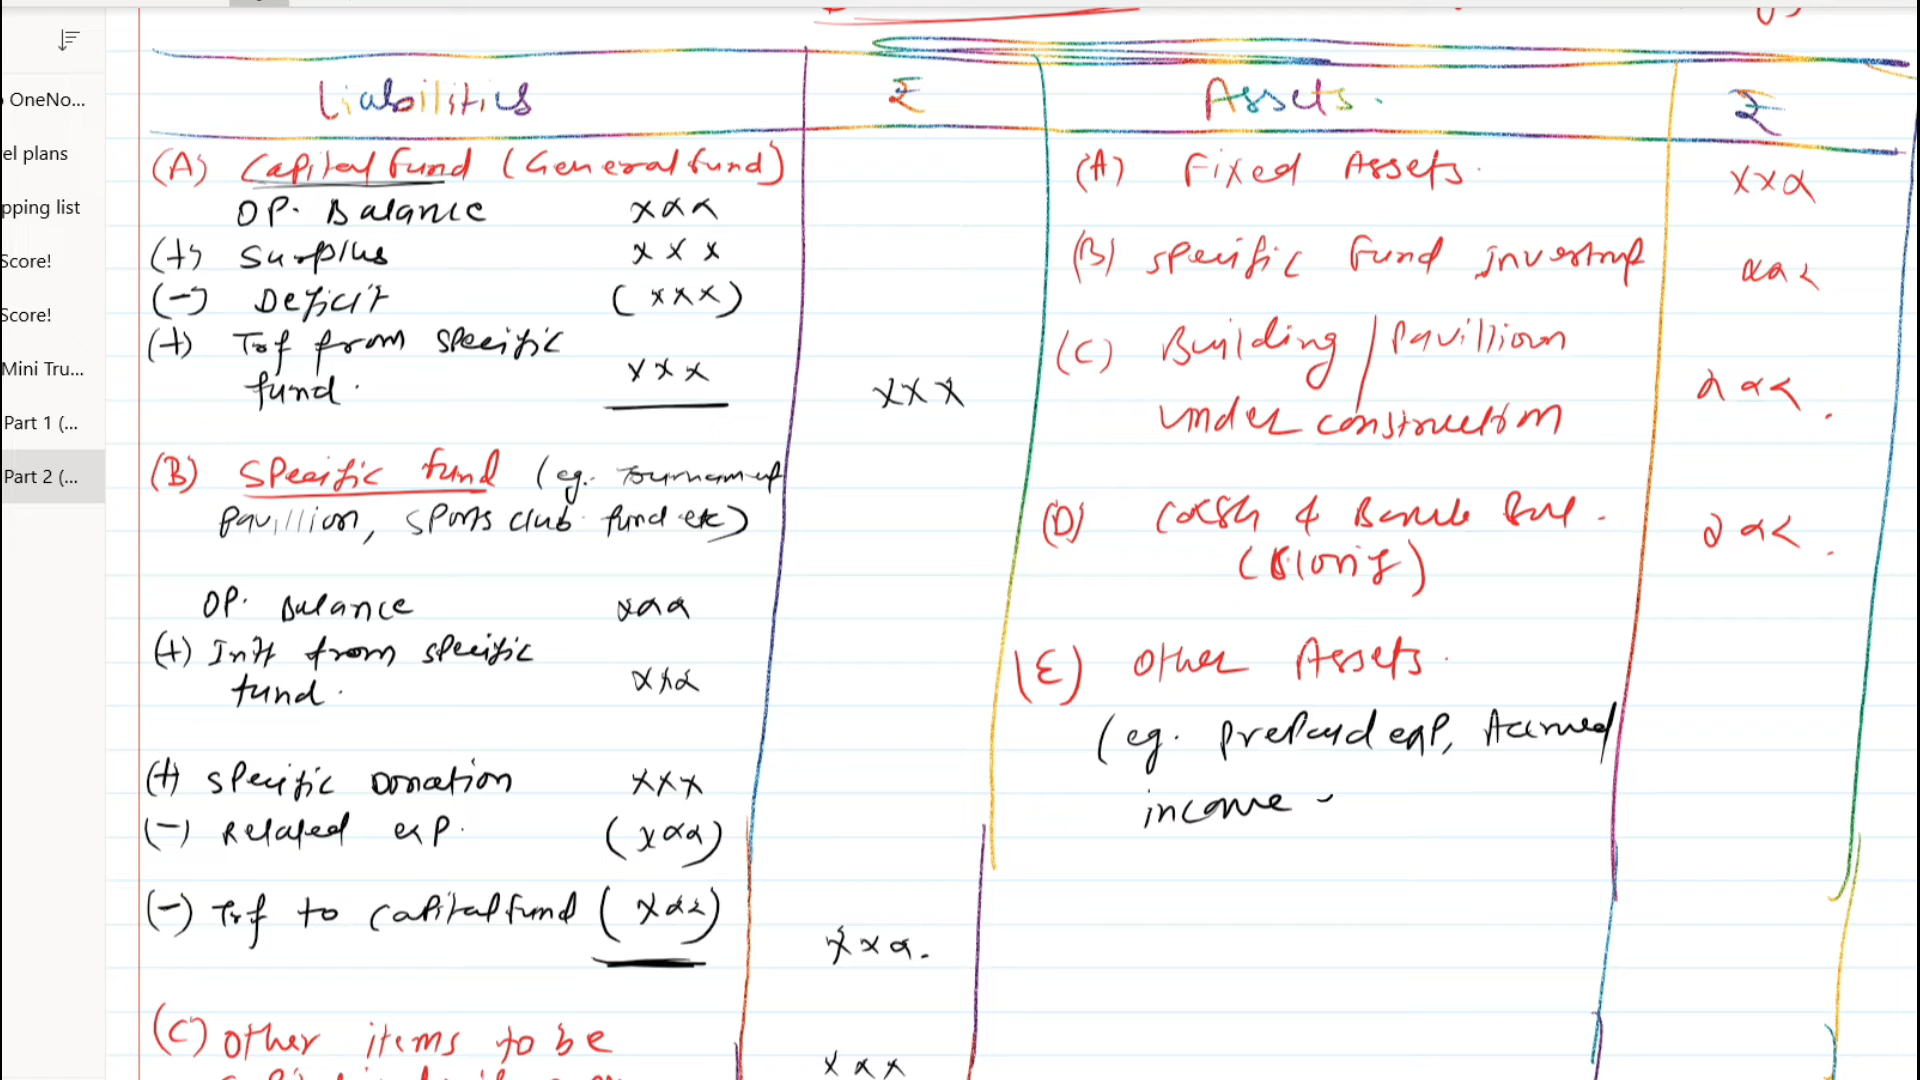 OneNo...
el plans
pping list
Score!
Score!
Mini Tru...
Part 1 (...
Part 2 (...
Liabilities ₹ Assets. ₹
(A) Capital Fund (General fund)
OP. Balance xxx
(+) Surplus xxx
(-) Deficit (xxx)
(+) Trf from specific
fund. xxx xxx
(B) Specific fund (eg. Tournament
Pavillion, Sports club fund etc)
OP. Balance xxx
(+) Intt from specific
fund. xxx
(+) Specific Donation xxx
(-) Related exp. (xxx)
(-) Trf to Capital fund (xxx)
xxx.
(C) Other items to be
xxx
(A) Fixed Assets. xxx
(B) Specific Fund investmt xxx
(C) Building / Pavillion
under construction xxx.
(D) Cash & Bank Bal. xxx.
(E) Other Assets.
(eg. Prepaid exp, Accrued
income